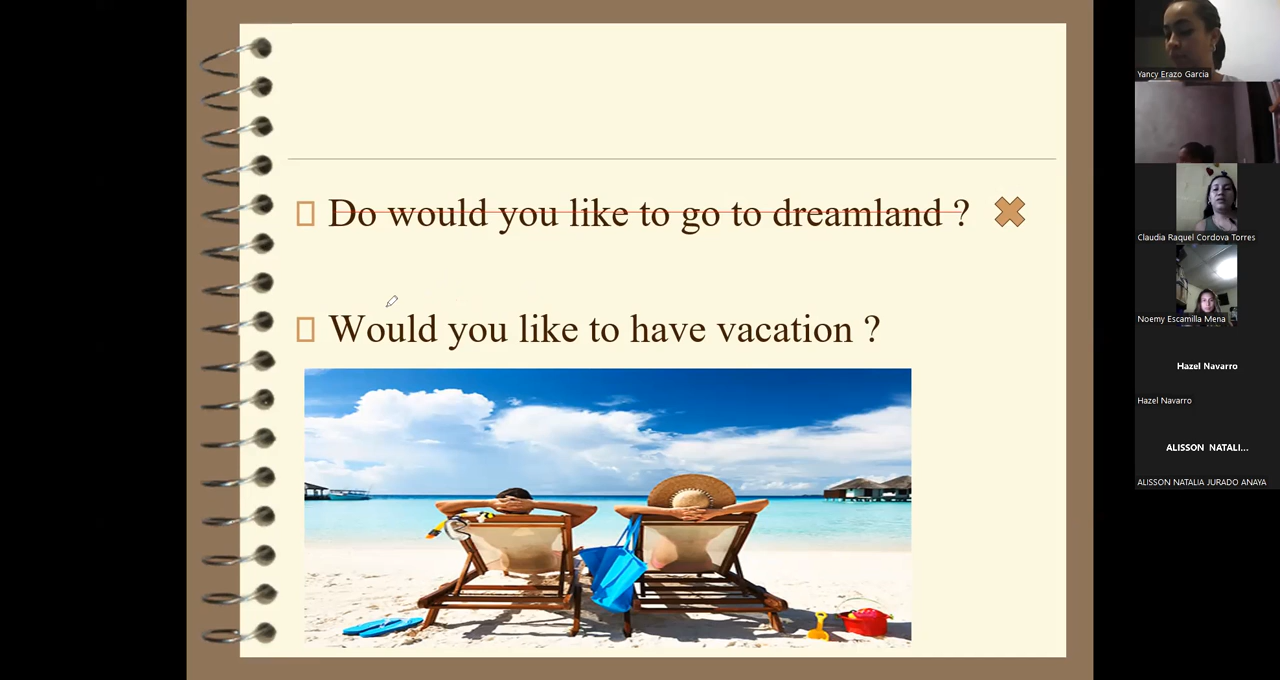 Do would you like to go to dreamland ?
Would you like to have vacation ?
Yancy Erazo Garcia
Claudia Raquel Cordova Torres
Noemy Escamilla Mena
Hazel Navarro
Hazel Navarro
ALISSON NATALI...
ALISSON NATALIA JURADO ANAYA